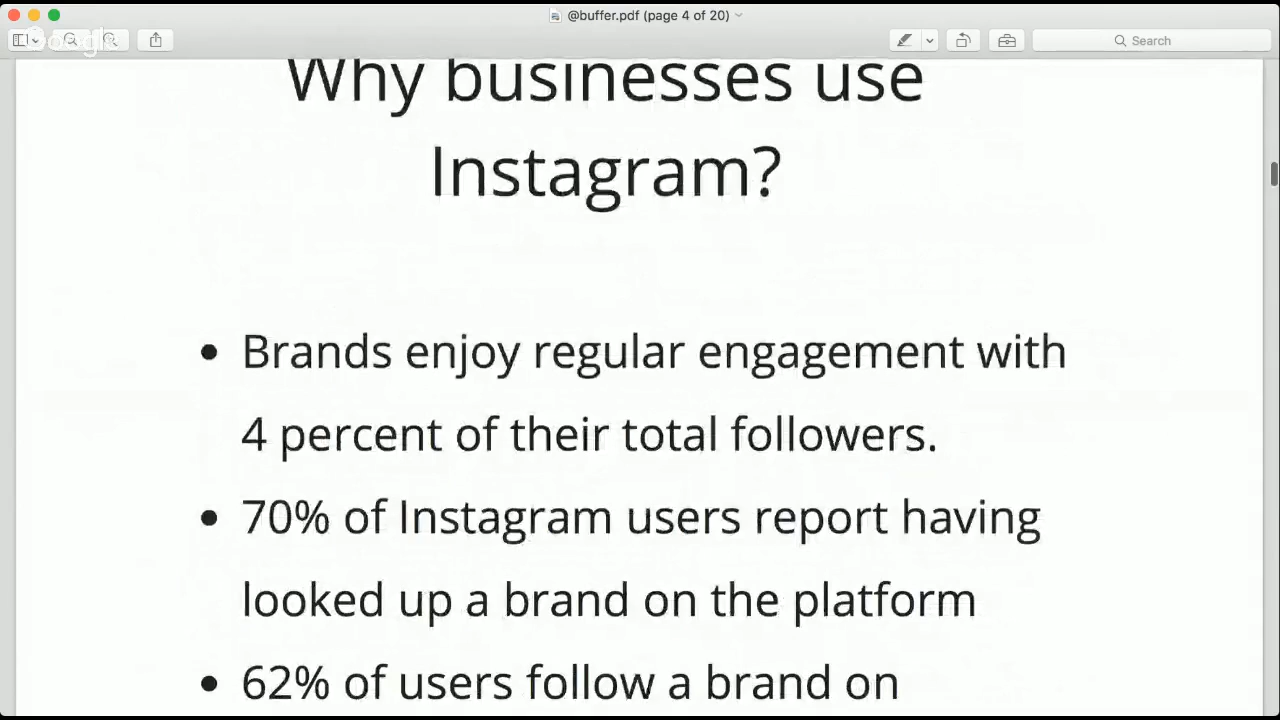 @buffer.pdf (page 4 of 20)
Google
Search
Why businesses use
Instagram?
• Brands enjoy regular engagement with
4 percent of their total followers.
• 70% of Instagram users report having
looked up a brand on the platform
• 62% of users follow a brand on